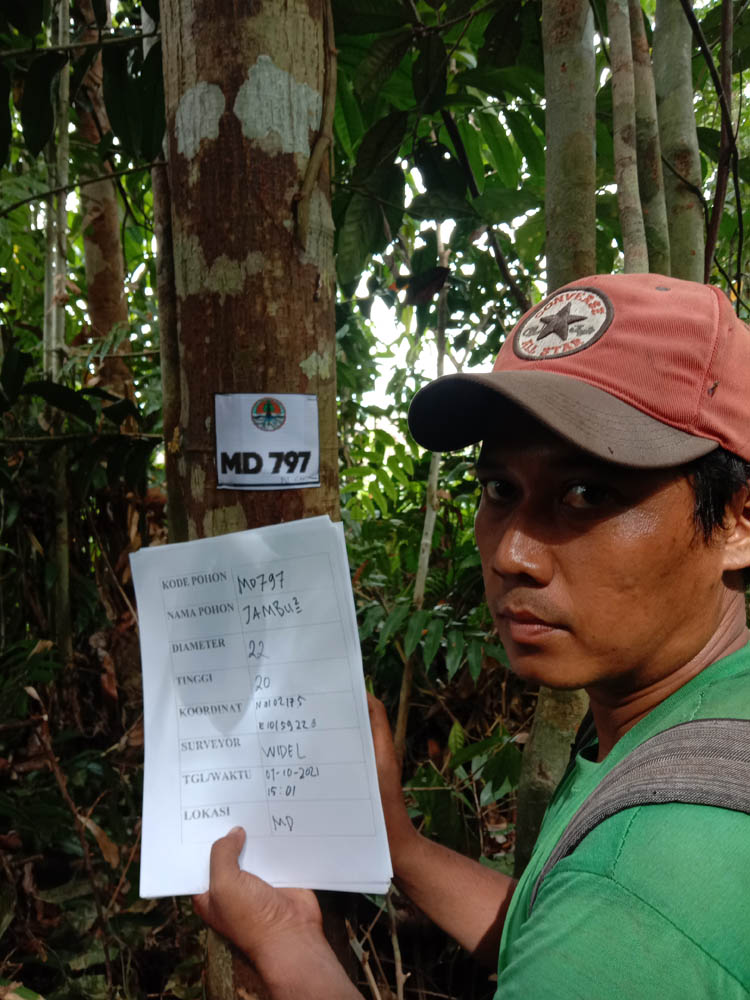 CONVERSE
ALL STAR
MD 797
KODE POHON MD797
NAMA POHON JAMBU²
DIAMETER 22
TINGGI 20
KOORDINAT N 0102175
E 10159228
SURVEYOR WIDEL
TGL/WAKTU 07-10-2021
15:01
LOKASI MD